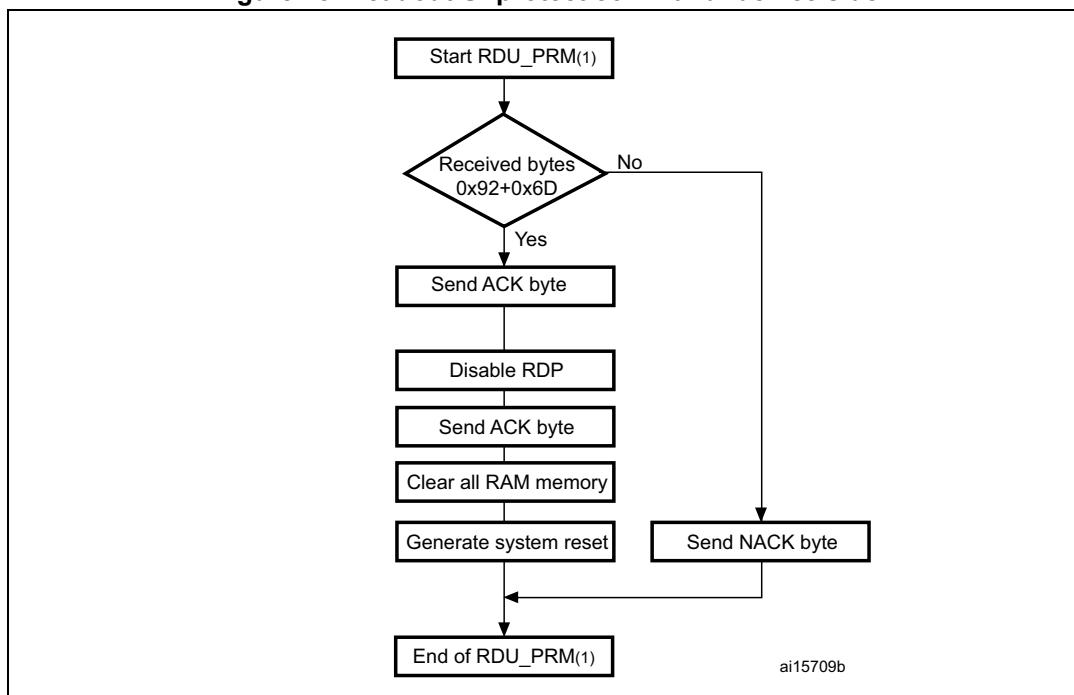 Start RDU_PRM(1)
Received bytes
0x92+0x6D
No
Yes
Send ACK byte
Disable RDP
Send ACK byte
Clear all RAM memory
Generate system reset
Send NACK byte
End of RDU_PRM(1)
ai15709b